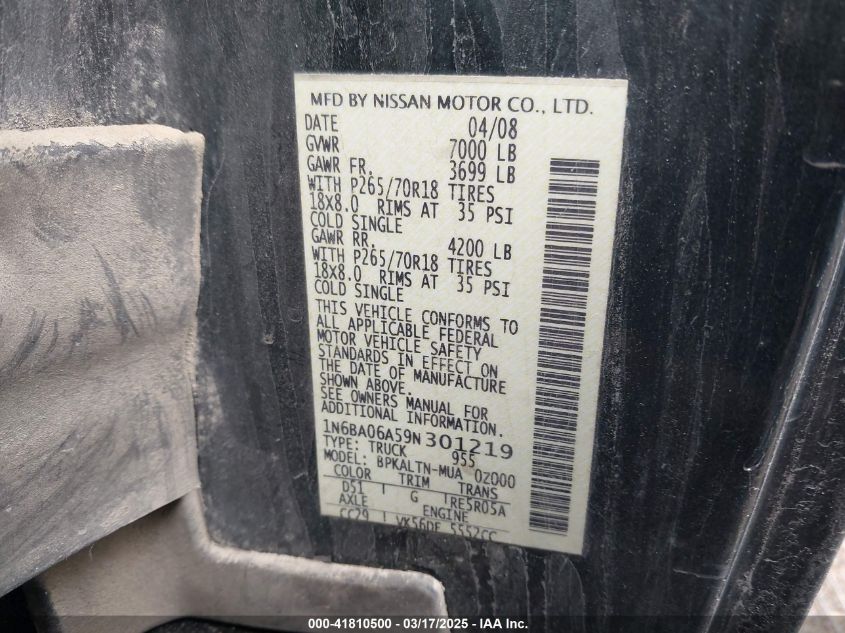 MFD BY NISSAN MOTOR CO., LTD.
DATE 04/08
GVWR 7000 LB
GAWR FR. 3699 LB
WITH P265/70R18 TIRES
18X8.0 RIMS AT 35 PSI
COLD SINGLE
GAWR RR. 4200 LB
WITH P265/70R18 TIRES
18X8.0 RIMS AT 35 PSI
COLD SINGLE
THIS VEHICLE CONFORMS TO
ALL APPLICABLE FEDERAL
MOTOR VEHICLE SAFETY
STANDARDS IN EFFECT ON
THE DATE OF MANUFACTURE
SHOWN ABOVE.
SEE OWNERS MANUAL FOR
ADDITIONAL INFORMATION.
1N6BA06A59N301219
TYPE: TRUCK 955
MODEL: BPKALTN-MUA 0Z000
COLOR TRIM TRANS
D51 G RE5R05A
AXLE ENGINE
CC29 VK56DE 5552CC
000-41810500 - 03/17/2025 - IAA Inc.